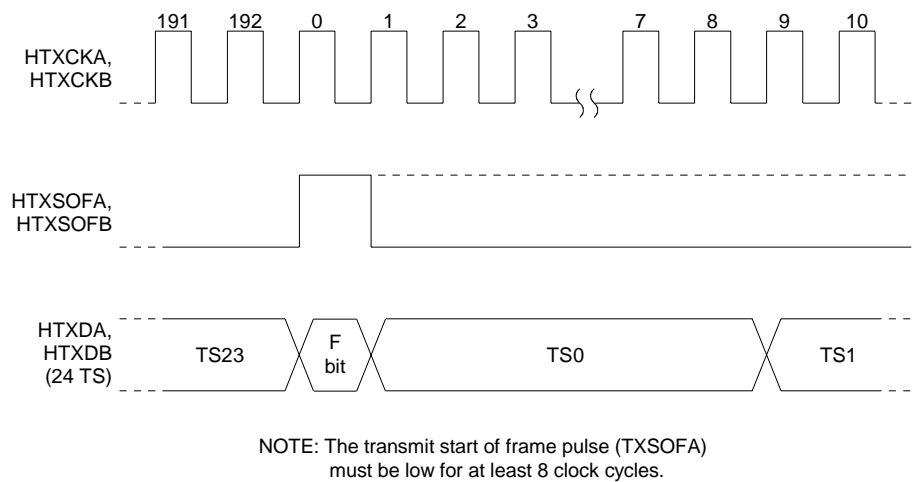 191 192 0 1 2 3 7 8 9 10
HTXCKA,
HTXCKB
HTXSOFA,
HTXSOFB
HTXDA,
HTXDB
(24 TS)
TS23
F
bit
TS0
TS1
NOTE: The transmit start of frame pulse (TXSOFA)
must be low for at least 8 clock cycles.